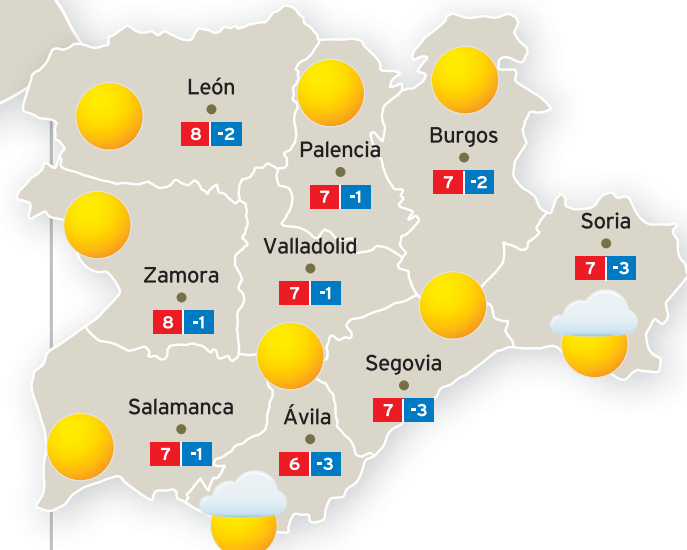 León
8 -2
Palencia
7 -1
Burgos
7 -2
Soria
7 -3
Valladolid
7 -1
Zamora
8 -1
Segovia
7 -3
Salamanca
7 -1
Ávila
6 -3